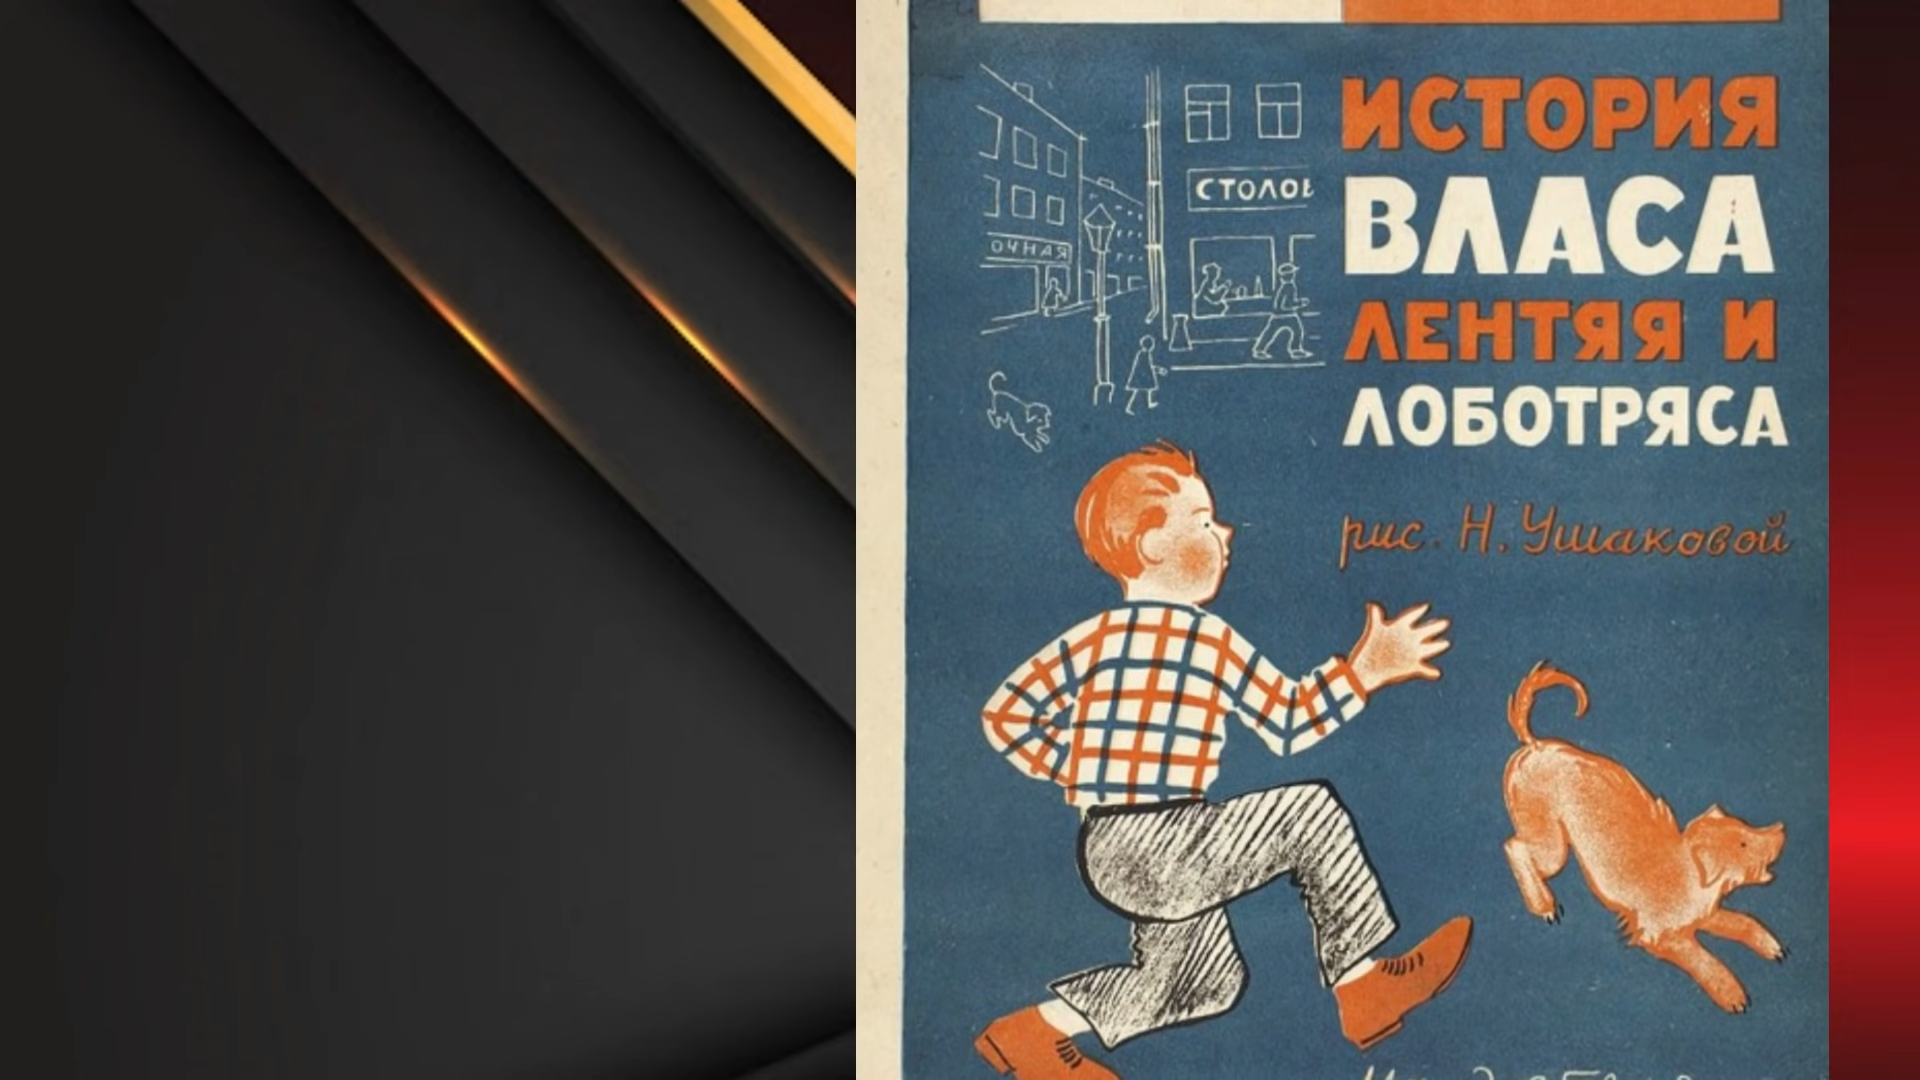 ИСТОРИЯ
ВЛАСА
ЛЕНТЯЯ И
ЛОБОТРЯСА
рис. Н. Ушаковой
СТОЛОВ
ОЧНАЯ